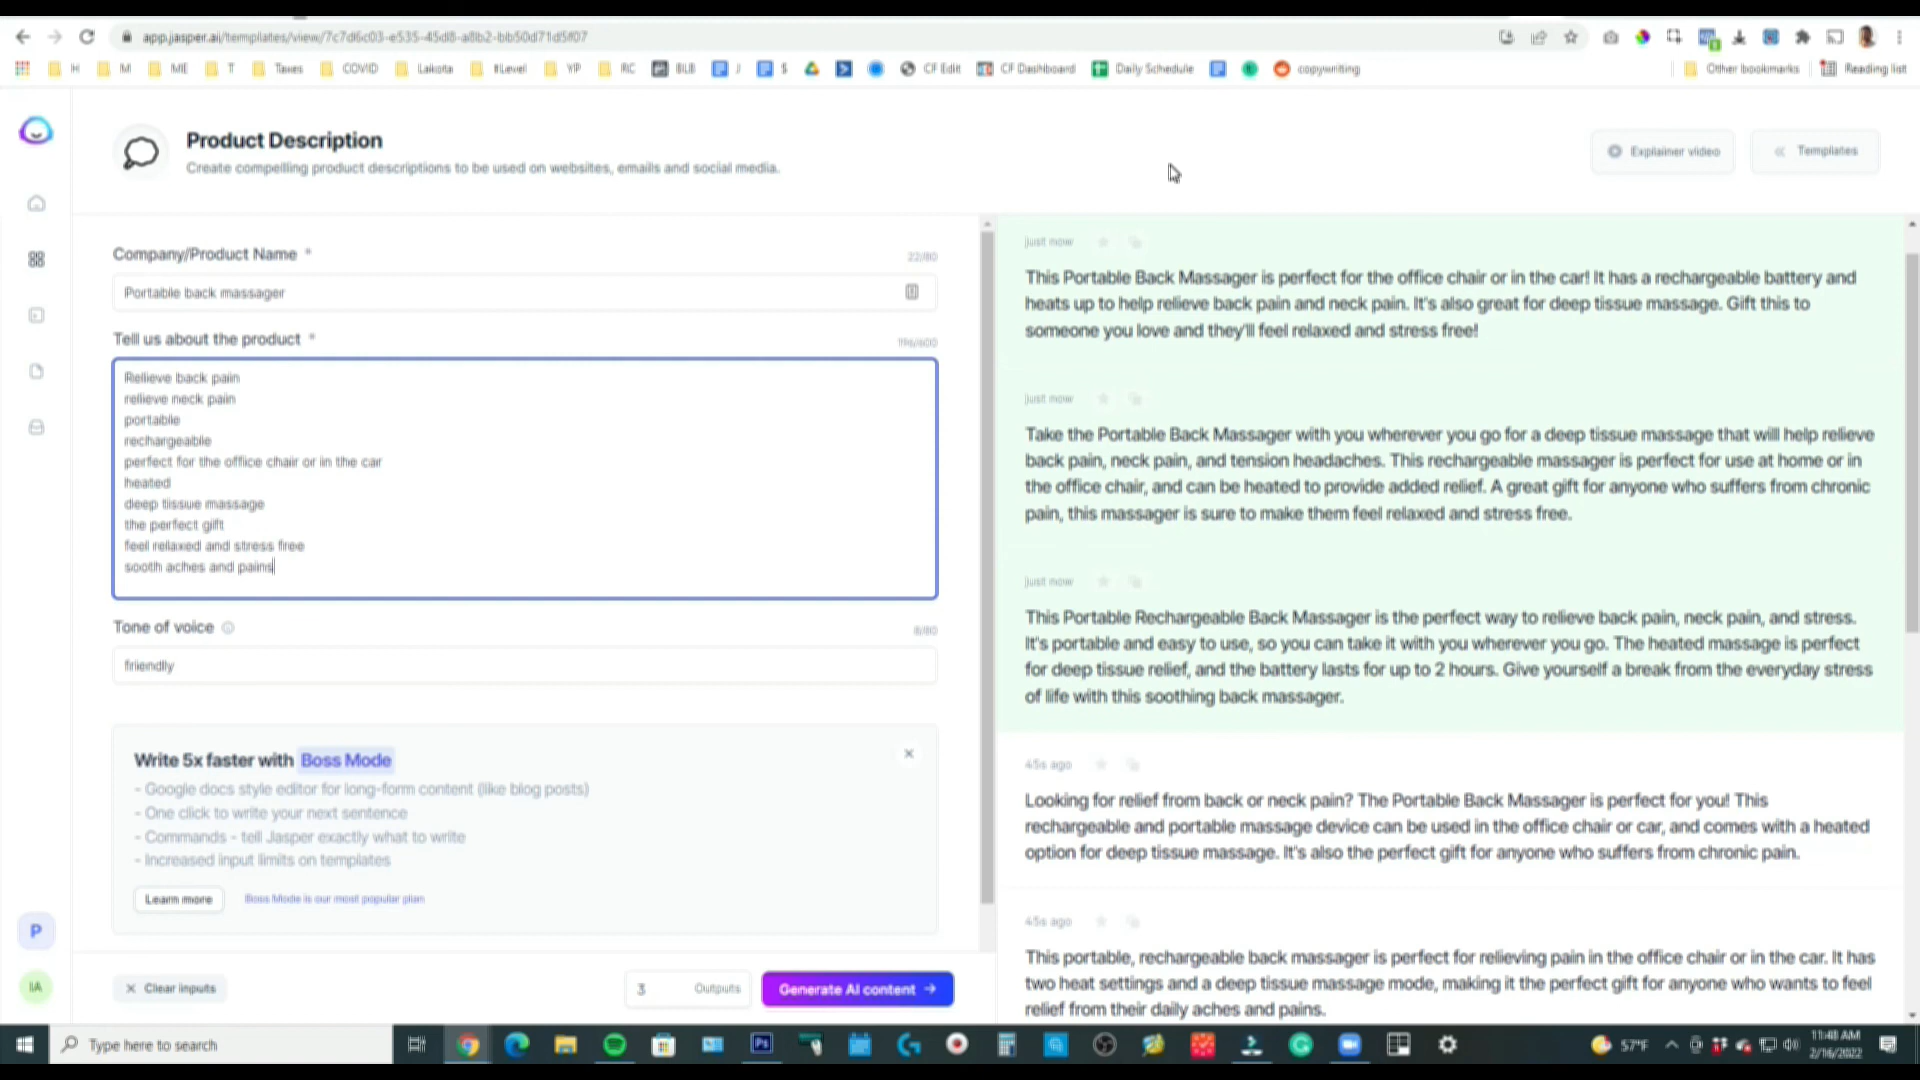 app.jasper.ai/templates/view/7c7d6c03-e535-45d8-a8b2-bb50d71d5f07
H M ME T Taxes COVID Lakota 8Level YIP RC BLB J $ CF Edit CF Dashboard Daily Schedule copywriting Other bookmarks Reading list
Product Description
Create compelling product descriptions to be used on websites, emails and social media.
Explainer video
Templates
Company/Product Name *
22/80
Portable back massager
Tell us about the product *
196/600
Relieve back pain
relieve neck pain
portable
rechargeable
perfect for the office chair or in the car
heated
deep tissue massage
the perfect gift
feel relaxed and stress free
sooth aches and pains
Tone of voice
8/80
friendly
Write 5x faster with Boss Mode
- Google docs style editor for long-form content (like blog posts)
- One click to write your next sentence
- Commands - tell Jasper exactly what to write
- Increased input limits on templates
Learn more
Boss Mode is our most popular plan
P
IA
Clear inputs
3 Outputs
Generate AI content
just now
This Portable Back Massager is perfect for the office chair or in the car! It has a rechargeable battery and
heats up to help relieve back pain and neck pain. It's also great for deep tissue massage. Gift this to
someone you love and they'll feel relaxed and stress free!
just now
Take the Portable Back Massager with you wherever you go for a deep tissue massage that will help relieve
back pain, neck pain, and tension headaches. This rechargeable massager is perfect for use at home or in
the office chair, and can be heated to provide added relief. A great gift for anyone who suffers from chronic
pain, this massager is sure to make them feel relaxed and stress free.
just now
This Portable Rechargeable Back Massager is the perfect way to relieve back pain, neck pain, and stress.
It's portable and easy to use, so you can take it with you wherever you go. The heated massage is perfect
for deep tissue relief, and the battery lasts for up to 2 hours. Give yourself a break from the everyday stress
of life with this soothing back massager.
45s ago
Looking for relief from back or neck pain? The Portable Back Massager is perfect for you! This
rechargeable and portable massage device can be used in the office chair or car, and comes with a heated
option for deep tissue massage. It's also the perfect gift for anyone who suffers from chronic pain.
45s ago
This portable, rechargeable back massager is perfect for relieving pain in the office chair or in the car. It has
two heat settings and a deep tissue massage mode, making it the perfect gift for anyone who wants to feel
relief from their daily aches and pains.
Type here to search
Ps
57°F
11:48 AM
2/16/2022